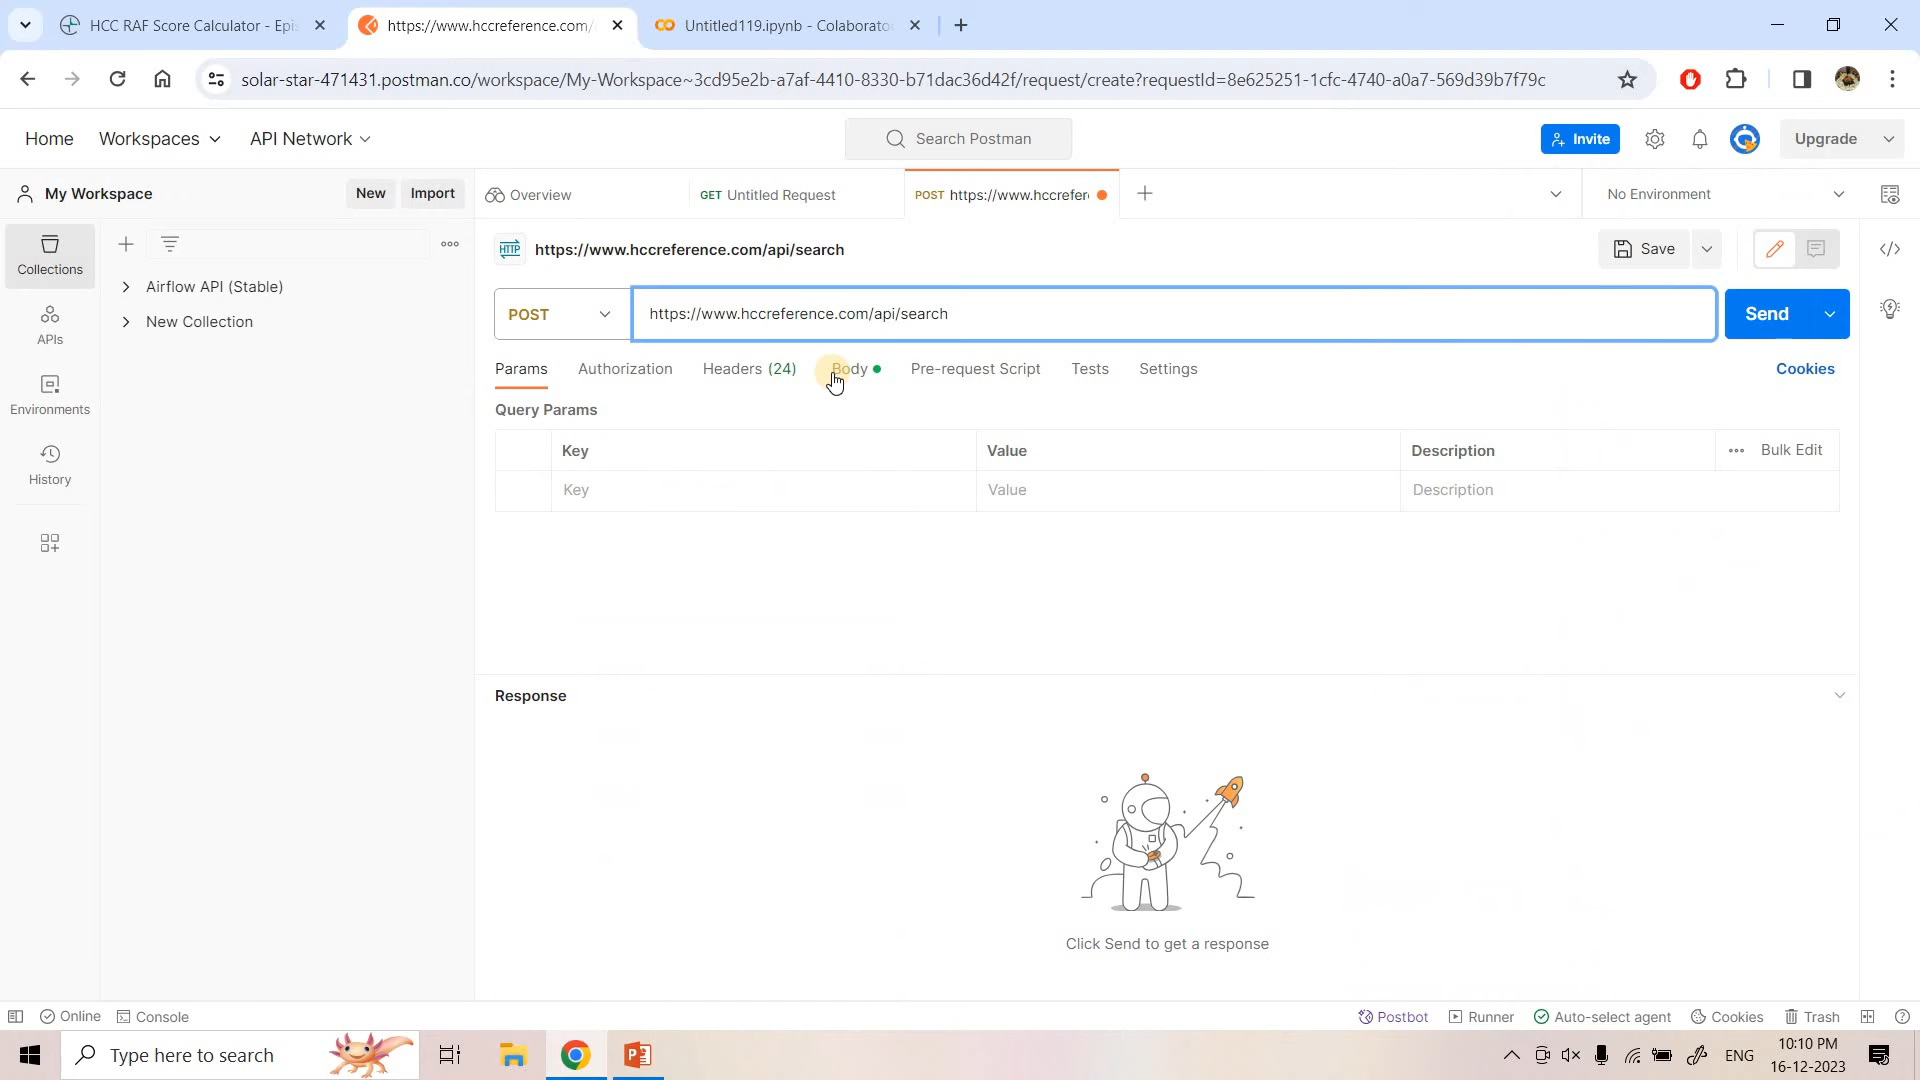 HCC RAF Score Calculator - Epi
https://www.hccreference.com/
Untitled119.ipynb - Colaborato
solar-star-471431.postman.co/workspace/My-Workspace~3cd95e2b-a7af-4410-8330-b71dac36d42f/request/create?requestId=8e625251-1cfc-4740-a0a7-569d39b7f79c
Home Workspaces API Network Search Postman Invite Upgrade
My Workspace New Import Overview GET Untitled Request POST https://www.hccrefer No Environment
Collections
APIs
Environments
History
Airflow API (Stable)
New Collection
HTTP https://www.hccreference.com/api/search Save
POST https://www.hccreference.com/api/search Send
Params Authorization Headers (24) Body Pre-request Script Tests Settings Cookies
Query Params
Key Value Description Bulk Edit
Key Value Description
Response
Click Send to get a response
Online Console Postbot Runner Auto-select agent Cookies Trash
Type here to search
ENG
10:10 PM
16-12-2023